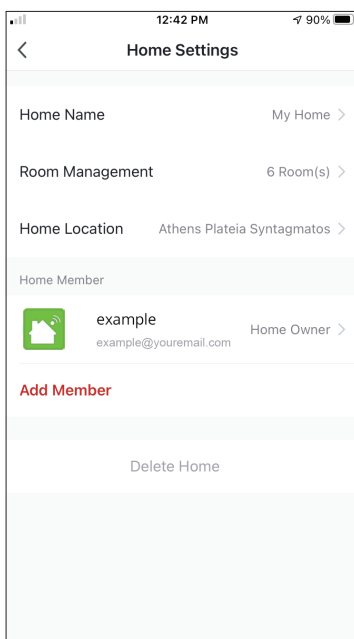 12:42 PM 90%
Home Settings
Home Name My Home
Room Management 6 Room(s)
Home Location Athens Plateia Syntagmatos
Home Member
example
example@youremail.com
Home Owner
Add Member
Delete Home